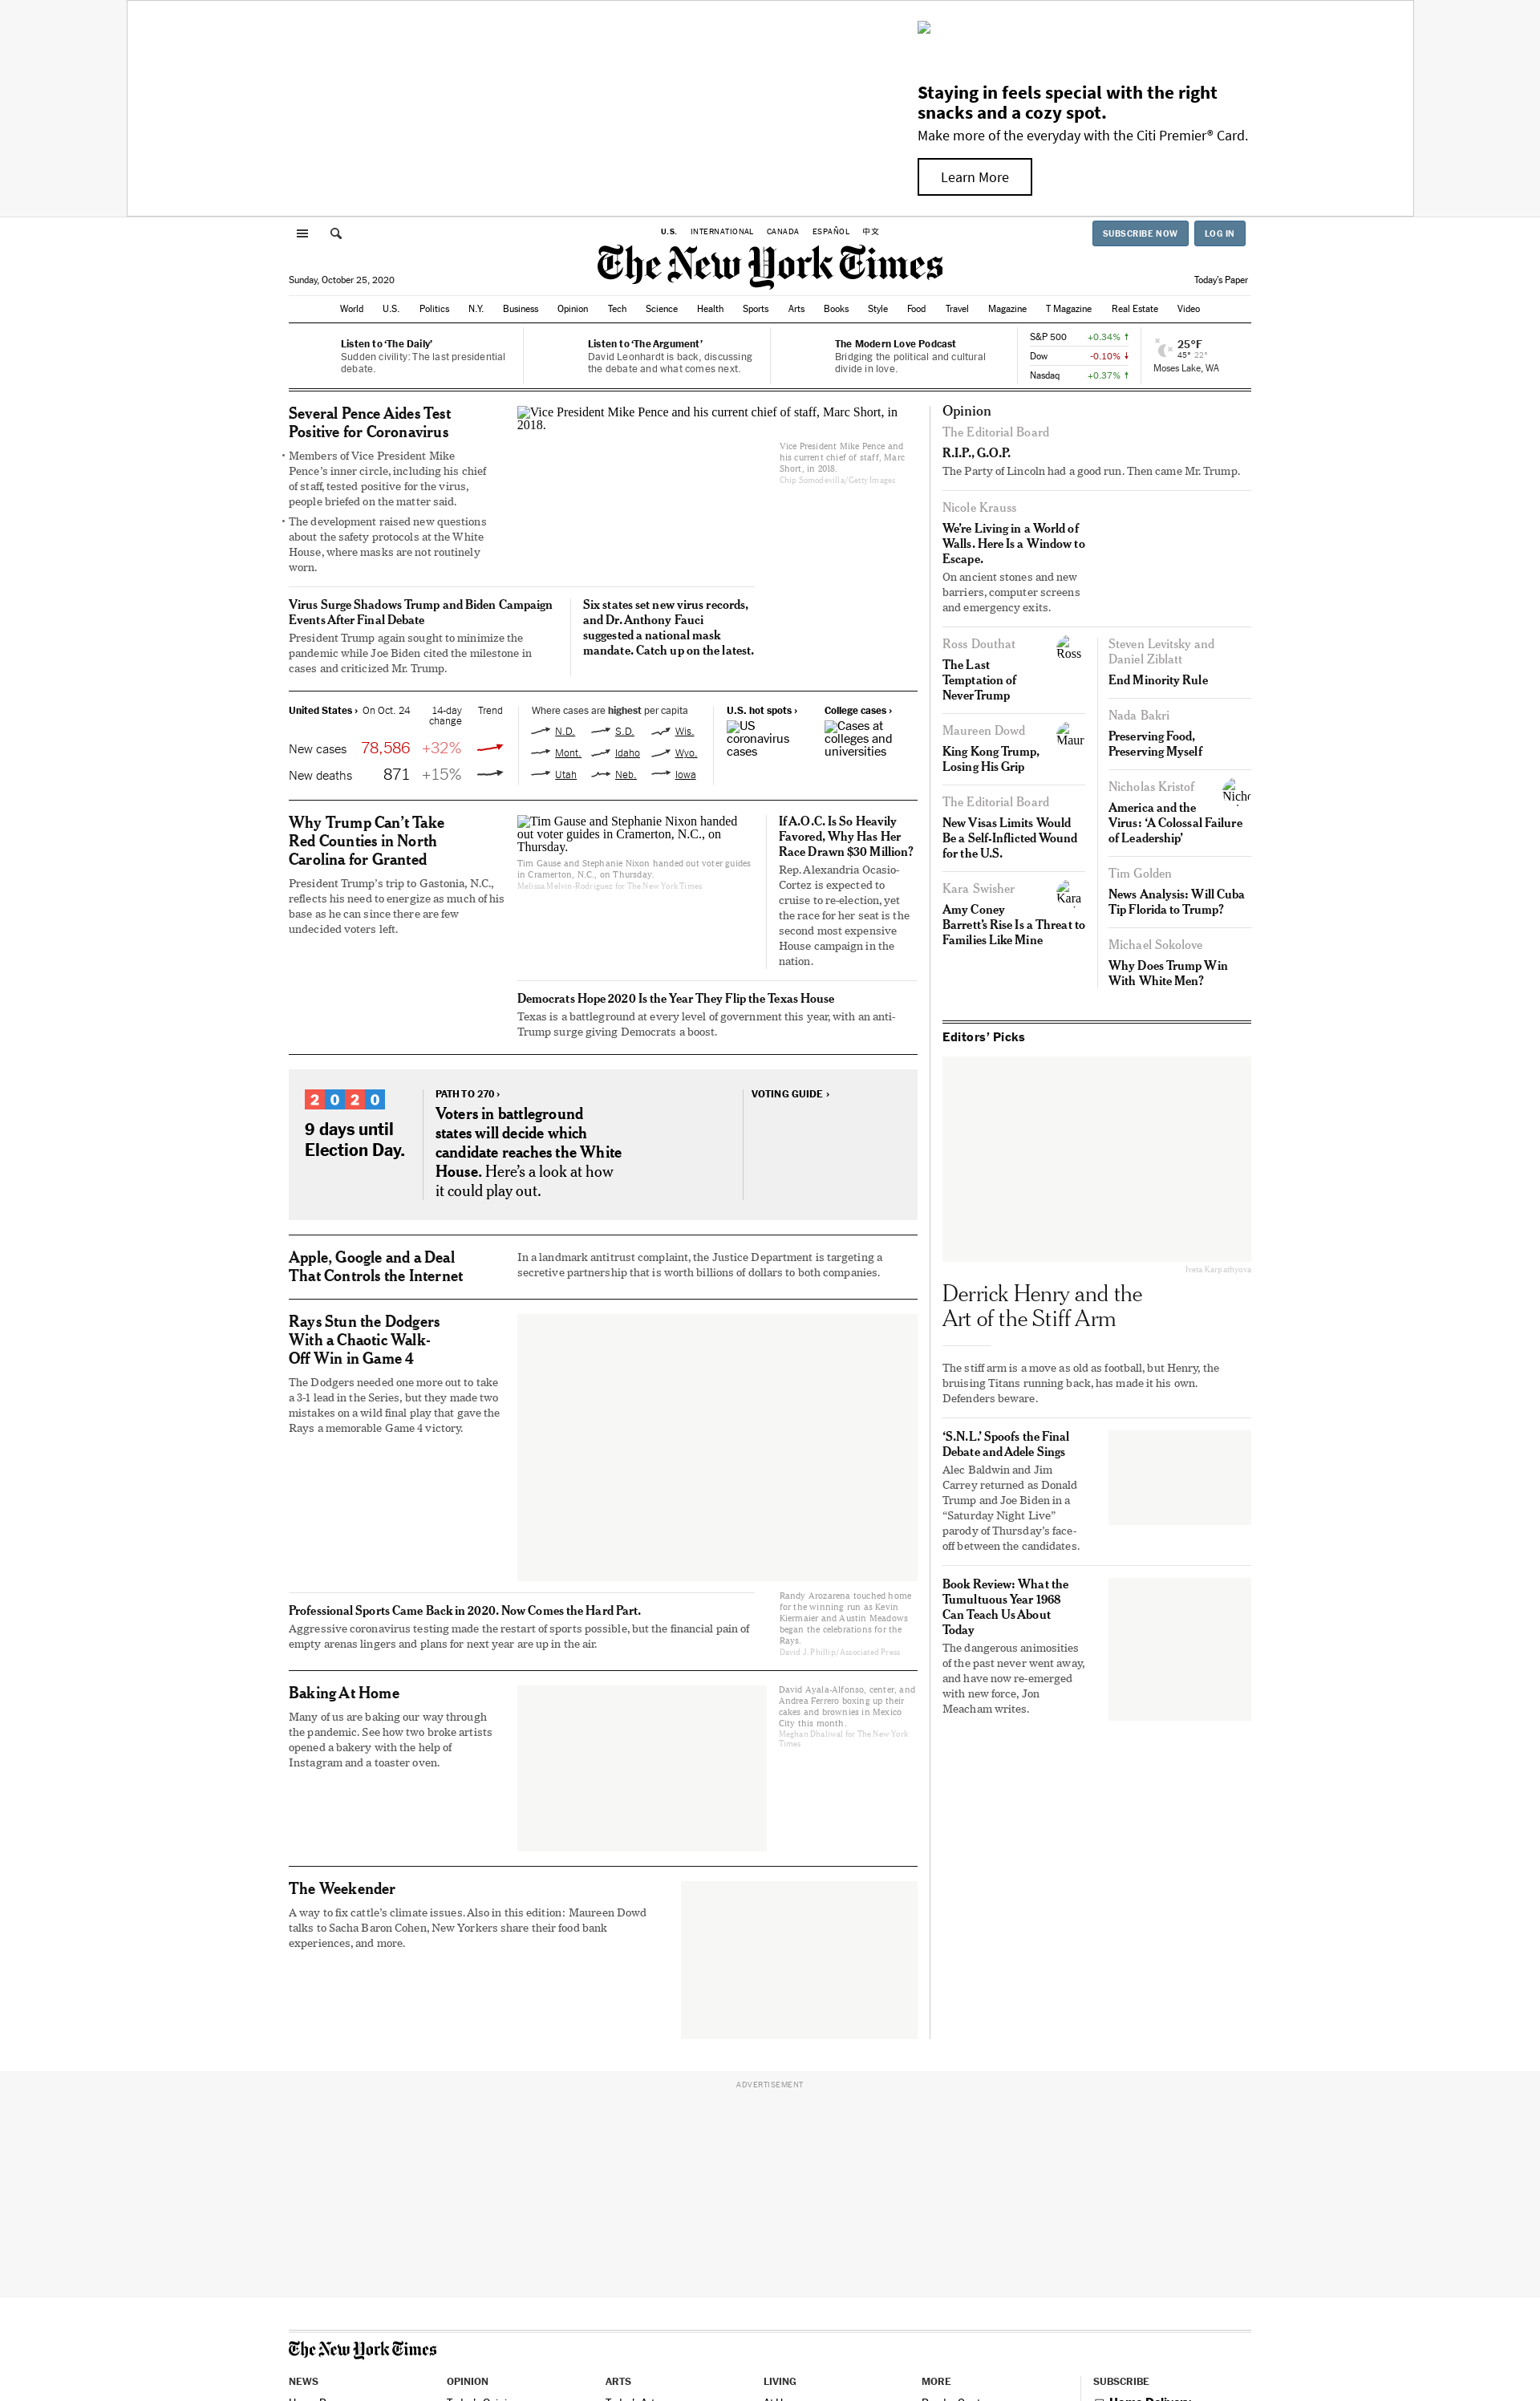 Staying in feels special with the right
snacks and a cozy spot.
Make more of the everyday with the Citi Premier® Card.
Learn More
U.S. INTERNATIONAL CANADA ESPAÑOL 中文
SUBSCRIBE NOW LOG IN
The New York Times
Sunday, October 25, 2020
Today's Paper
World U.S. Politics N.Y. Business Opinion Tech Science Health Sports Arts Books Style Food Travel Magazine T Magazine Real Estate Video
Listen to ‘The Daily’
Sudden civility: The last presidential
debate.
Listen to ‘The Argument’
David Leonhardt is back, discussing
the debate and what comes next.
The Modern Love Podcast
Bridging the political and cultural
divide in love.
S&P 500 +0.34% ↑
Dow -0.10% ↓
Nasdaq +0.37% ↑
25°F
45° 22°
Moses Lake, WA
Several Pence Aides Test
Positive for Coronavirus
• Members of Vice President Mike
Pence’s inner circle, including his chief
of staff, tested positive for the virus,
people briefed on the matter said.
• The development raised new questions
about the safety protocols at the White
House, where masks are not routinely
worn.
Vice President Mike Pence and his current chief of staff, Marc Short, in
2018.
Vice President Mike Pence and
his current chief of staff, Marc
Short, in 2018.
Chip Somodevilla/Getty Images
Virus Surge Shadows Trump and Biden Campaign
Events After Final Debate
President Trump again sought to minimize the
pandemic while Joe Biden cited the milestone in
cases and criticized Mr. Trump.
Six states set new virus records,
and Dr. Anthony Fauci
suggested a national mask
mandate. Catch up on the latest.
United States › On Oct. 24 14-day
change Trend
New cases 78,586 +32%
New deaths 871 +15%
Where cases are highest per capita
N.D. S.D. Wis.
Mont. Idaho Wyo.
Utah Neb. Iowa
U.S. hot spots ›
US
coronavirus
cases
College cases ›
Cases at
colleges and
universities
Why Trump Can’t Take
Red Counties in North
Carolina for Granted
President Trump’s trip to Gastonia, N.C.,
reflects his need to energize as much of his
base as he can since there are few
undecided voters left.
Tim Gause and Stephanie Nixon handed
out voter guides in Cramerton, N.C., on
Thursday.
Tim Gause and Stephanie Nixon handed out voter guides
in Cramerton, N.C., on Thursday.
Melissa Melvin-Rodriguez for The New York Times
If A.O.C. Is So Heavily
Favored, Why Has Her
Race Drawn $30 Million?
Rep. Alexandria Ocasio-
Cortez is expected to
cruise to re-election, yet
the race for her seat is the
second most expensive
House campaign in the
nation.
Democrats Hope 2020 Is the Year They Flip the Texas House
Texas is a battleground at every level of government this year, with an anti-
Trump surge giving Democrats a boost.
2020
9 days until
Election Day.
PATH TO 270 ›
Voters in battleground
states will decide which
candidate reaches the White
House. Here’s a look at how
it could play out.
VOTING GUIDE ›
Apple, Google and a Deal
That Controls the Internet
In a landmark antitrust complaint, the Justice Department is targeting a
secretive partnership that is worth billions of dollars to both companies.
Rays Stun the Dodgers
With a Chaotic Walk-
Off Win in Game 4
The Dodgers needed one more out to take
a 3-1 lead in the Series, but they made two
mistakes on a wild final play that gave the
Rays a memorable Game 4 victory.
Professional Sports Came Back in 2020. Now Comes the Hard Part.
Aggressive coronavirus testing made the restart of sports possible, but the financial pain of
empty arenas lingers and plans for next year are up in the air.
Randy Arozarena touched home
for the winning run as Kevin
Kiermaier and Austin Meadows
began the celebrations for the
Rays.
David J. Phillip/Associated Press
Baking At Home
Many of us are baking our way through
the pandemic. See how two broke artists
opened a bakery with the help of
Instagram and a toaster oven.
David Ayala-Alfonso, center, and
Andrea Ferrero boxing up their
cakes and brownies in Mexico
City this month.
Meghan Dhaliwal for The New York
Times
The Weekender
A way to fix cattle’s climate issues. Also in this edition: Maureen Dowd
talks to Sacha Baron Cohen, New Yorkers share their food bank
experiences, and more.
Opinion
The Editorial Board
R.I.P., G.O.P.
The Party of Lincoln had a good run. Then came Mr. Trump.
Nicole Krauss
We’re Living in a World of
Walls. Here Is a Window to
Escape.
On ancient stones and new
barriers, computer screens
and emergency exits.
Ross Douthat
Ross
The Last
Temptation of
NeverTrump
Maureen Dowd
Maur
King Kong Trump,
Losing His Grip
The Editorial Board
New Visas Limits Would
Be a Self-Inflicted Wound
for the U.S.
Kara Swisher
Kara
Amy Coney
Barrett’s Rise Is a Threat to
Families Like Mine
Steven Levitsky and
Daniel Ziblatt
End Minority Rule
Nada Bakri
Preserving Food,
Preserving Myself
Nicholas Kristof
Nicho
America and the
Virus: ‘A Colossal Failure
of Leadership’
Tim Golden
News Analysis: Will Cuba
Tip Florida to Trump?
Michael Sokolove
Why Does Trump Win
With White Men?
Editors’ Picks
Iveta Karpathyova
Derrick Henry and the
Art of the Stiff Arm
The stiff arm is a move as old as football, but Henry, the
bruising Titans running back, has made it his own.
Defenders beware.
‘S.N.L.’ Spoofs the Final
Debate and Adele Sings
Alec Baldwin and Jim
Carrey returned as Donald
Trump and Joe Biden in a
“Saturday Night Live”
parody of Thursday’s face-
off between the candidates.
Book Review: What the
Tumultuous Year 1968
Can Teach Us About
Today
The dangerous animosities
of the past never went away,
and have now re-emerged
with new force, Jon
Meacham writes.
ADVERTISEMENT
The New York Times
NEWS OPINION ARTS LIVING MORE SUBSCRIBE